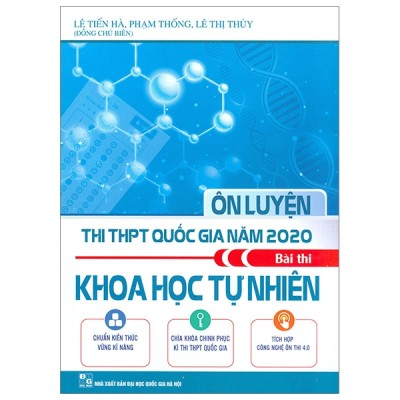 LÊ TIẾN HÀ, PHẠM THỐNG, LÊ THỊ THÚY
(ĐỒNG CHỦ BIÊN)
ÔN LUYỆN
THI THPT QUỐC GIA NĂM 2020
Bài thi
KHOA HỌC TỰ NHIÊN
CHUẨN KIẾN THỨC
VỮNG KĨ NĂNG
CHÌA KHÓA CHINH PHỤC
KÌ THI THPT QUỐC GIA
TÍCH HỢP
CÔNG NGHỆ ÔN THI 4.0
NHÀ XUẤT BẢN ĐẠI HỌC QUỐC GIA HÀ NỘI